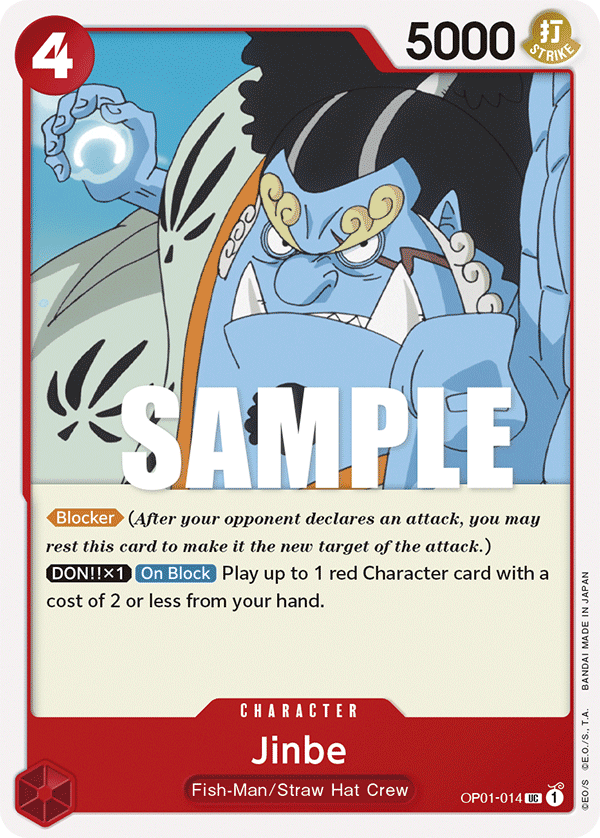 4
5000
打
STRIKE
SAMPLE
Blocker (After your opponent declares an attack, you may
rest this card to make it the new target of the attack.)
DON!!×1 On Block Play up to 1 red Character card with a
cost of 2 or less from your hand.
CHARACTER
Jinbe
Fish-Man/Straw Hat Crew
OP01-014 UC 1
©EO/S ©E.O./S., T.A. BANDAI MADE IN JAPAN